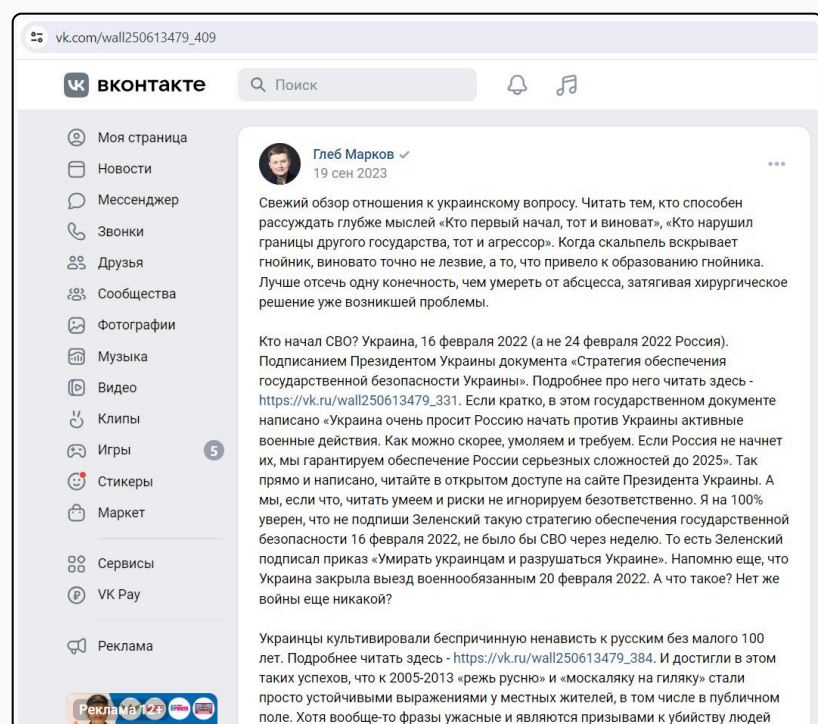 vk.com/wall250613479_409
вконтакте
Поиск
Моя страница
Новости
Мессенджер
Звонки
Друзья
Сообщества
Фотографии
Музыка
Видео
Клипы
Игры 5
Стикеры
Маркет
Сервисы
VK Pay
Реклама
Реклама 12+
Глеб Марков
19 сен 2023
Свежий обзор отношения к украинскому вопросу. Читать тем, кто способен
рассуждать глубже мыслей «Кто первый начал, тот и виноват», «Кто нарушил
границы другого государства, тот и агрессор». Когда скальпель вскрывает
гнойник, виновато точно не лезвие, а то, что привело к образованию гнойника.
Лучше отсечь одну конечность, чем умереть от абсцесса, затягивая хирургическое
решение уже возникшей проблемы.
Кто начал СВО? Украина, 16 февраля 2022 (а не 24 февраля 2022 Россия).
Подписанием Президентом Украины документа «Стратегия обеспечения
государственной безопасности Украины». Подробнее про него читать здесь -
https://vk.ru/wall250613479_331. Если кратко, в этом государственном документе
написано «Украина очень просит Россию начать против Украины активные
военные действия. Как можно скорее, умоляем и требуем. Если Россия не начнет
их, мы гарантируем обеспечение России серьезных сложностей до 2025». Так
прямо и написано, читайте в открытом доступе на сайте Президента Украины. А
мы, если что, читать умеем и риски не игнорируем безответственно. Я на 100%
уверен, что не подпиши Зеленский такую стратегию обеспечения государственной
безопасности 16 февраля 2022, не было бы СВО через неделю. То есть Зеленский
подписал приказ «Умирать украинцам и разрушаться Украине». Напомню еще, что
Украина закрыла выезд военнообязанным 20 февраля 2022. А что такое? Нет же
войны еще никакой?
Украинцы культивировали беспричинную ненависть к русским без малого 100
лет. Подробнее читать здесь - https://vk.ru/wall250613479_384. И достигли в этом
таких успехов, что к 2005-2013 «режь русню» и «москаляку на гиляку» стали
просто устойчивыми выражениями у местных жителей, в том числе в публичном
поле. Хотя вообще-то фразы ужасные и являются призывами к убийству людей